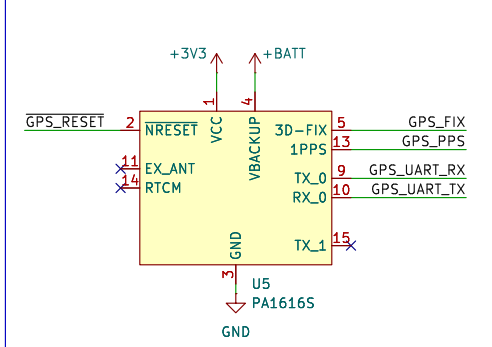 +3V3
+BATT
1
4
GPS_RESET
2
NRESET
VCC
VBACKUP
3D-FIX
5
GPS_FIX
1PPS
13
GPS_PPS
11
EX_ANT
TX_0
9
GPS_UART_RX
14
RTCM
RX_0
10
GPS_UART_TX
GND
TX_1
15
3
U5
PA1616S
GND